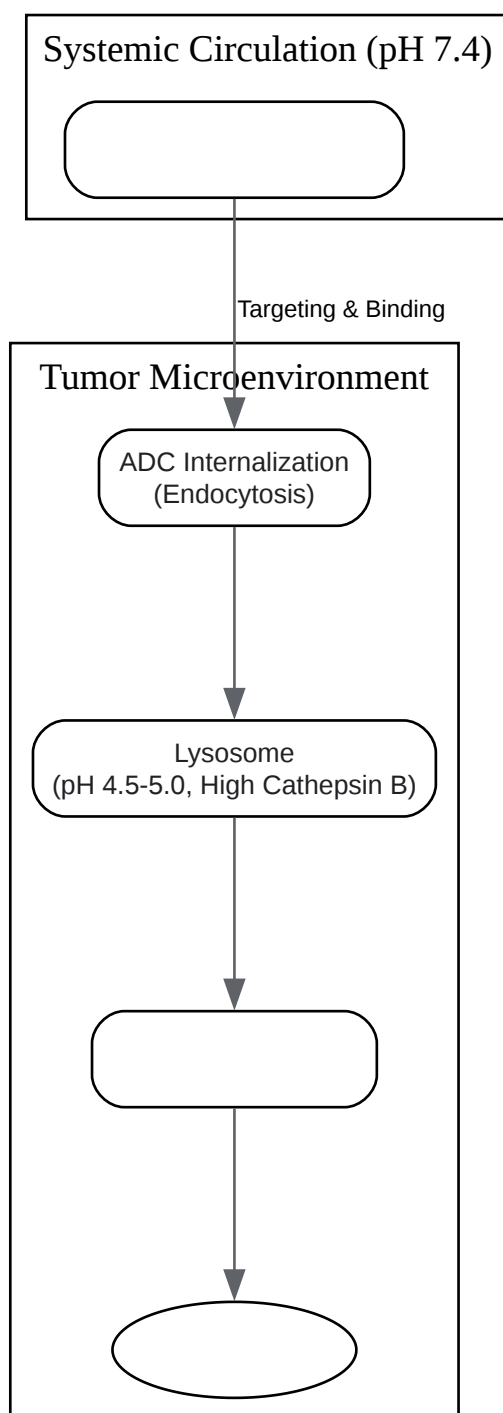 Systemic Circulation (pH 7.4)
Targeting & Binding
Tumor Microenvironment
ADC Internalization
(Endocytosis)
Lysosome
(pH 4.5-5.0, High Cathepsin B)